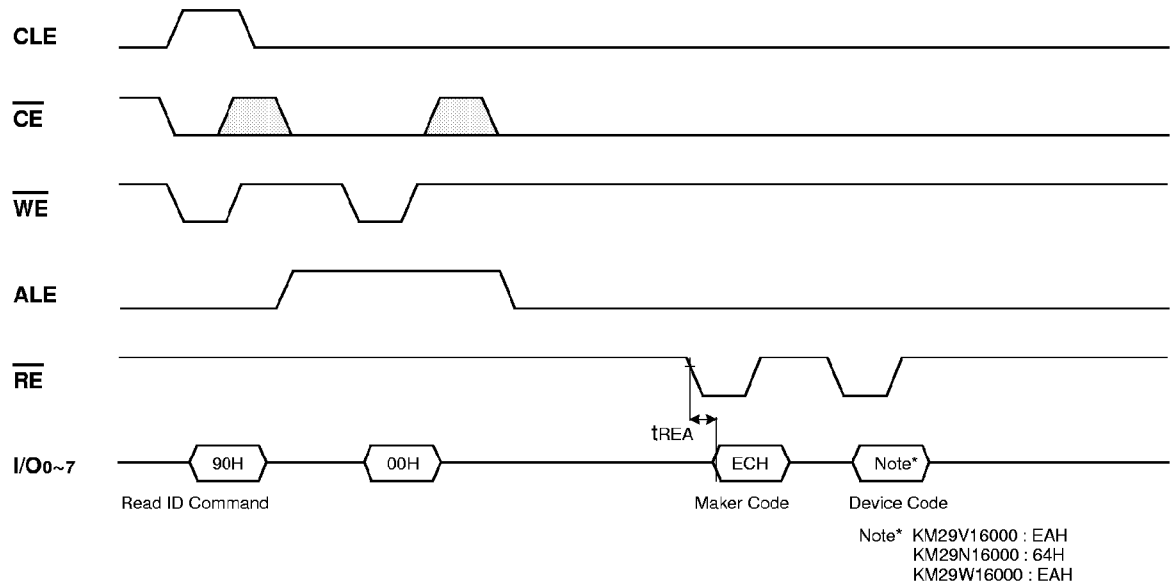 CLE
CE
WE
ALE
RE
tREA
I/O0~7
90H
00H
ECH
Note*
Read ID Command
Maker Code
Device Code
Note* KM29V16000 : EAH
KM29N16000 : 64H
KM29W16000 : EAH